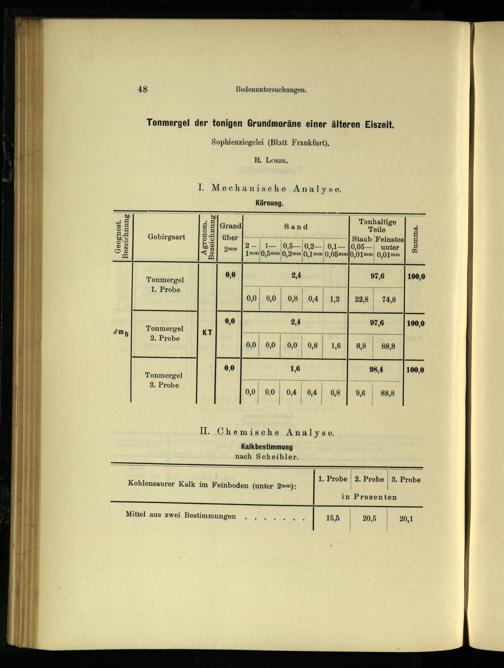 48 Bodenuntersuchungen.
Tonmergel der tonigen Grundmoräne einer älteren Eiszeit.
Sophienziegelei (Blatt Frankfurt).
R. Loebe.
I. Mechanische Analyse.
Körnung.
Geognost. Bezeichnung
Gebirgsart
Agronom. Bezeichnung
Grand über 2mm
Sand
2— 1mm
1— 0,5mm
0,5— 0,2mm
0,2— 0,1mm
0,1— 0,05mm
Tonhaltige Teile
Staub 0,05— 0,01mm
Feinstes unter 0,01mm
Summa.
Tonmergel 0,0 2,4 97,6 100,0
1. Probe
0,0 0,0 0,8 0,4 1,2 22,8 74,8
0,0 2,4 97,6 100,0
Tonmergel
KT
2. Probe
0,0 0,0 0,0 0,8 1,6 8,8 88,8
0,0 1,6 98,4 100,0
Tonmergel
3. Probe
0,0 0,0 0,4 0,4 0,8 9,6 88,8
II. Chemische Analyse.
Kalkbestimmung
nach Scheibler.
Kohlensaurer Kalk im Feinboden (unter 2mm):
1. Probe 2. Probe 3. Probe
in Prozenten
Mittel aus zwei Bestimmungen . . . . . . . 15,5 20,5 20,1